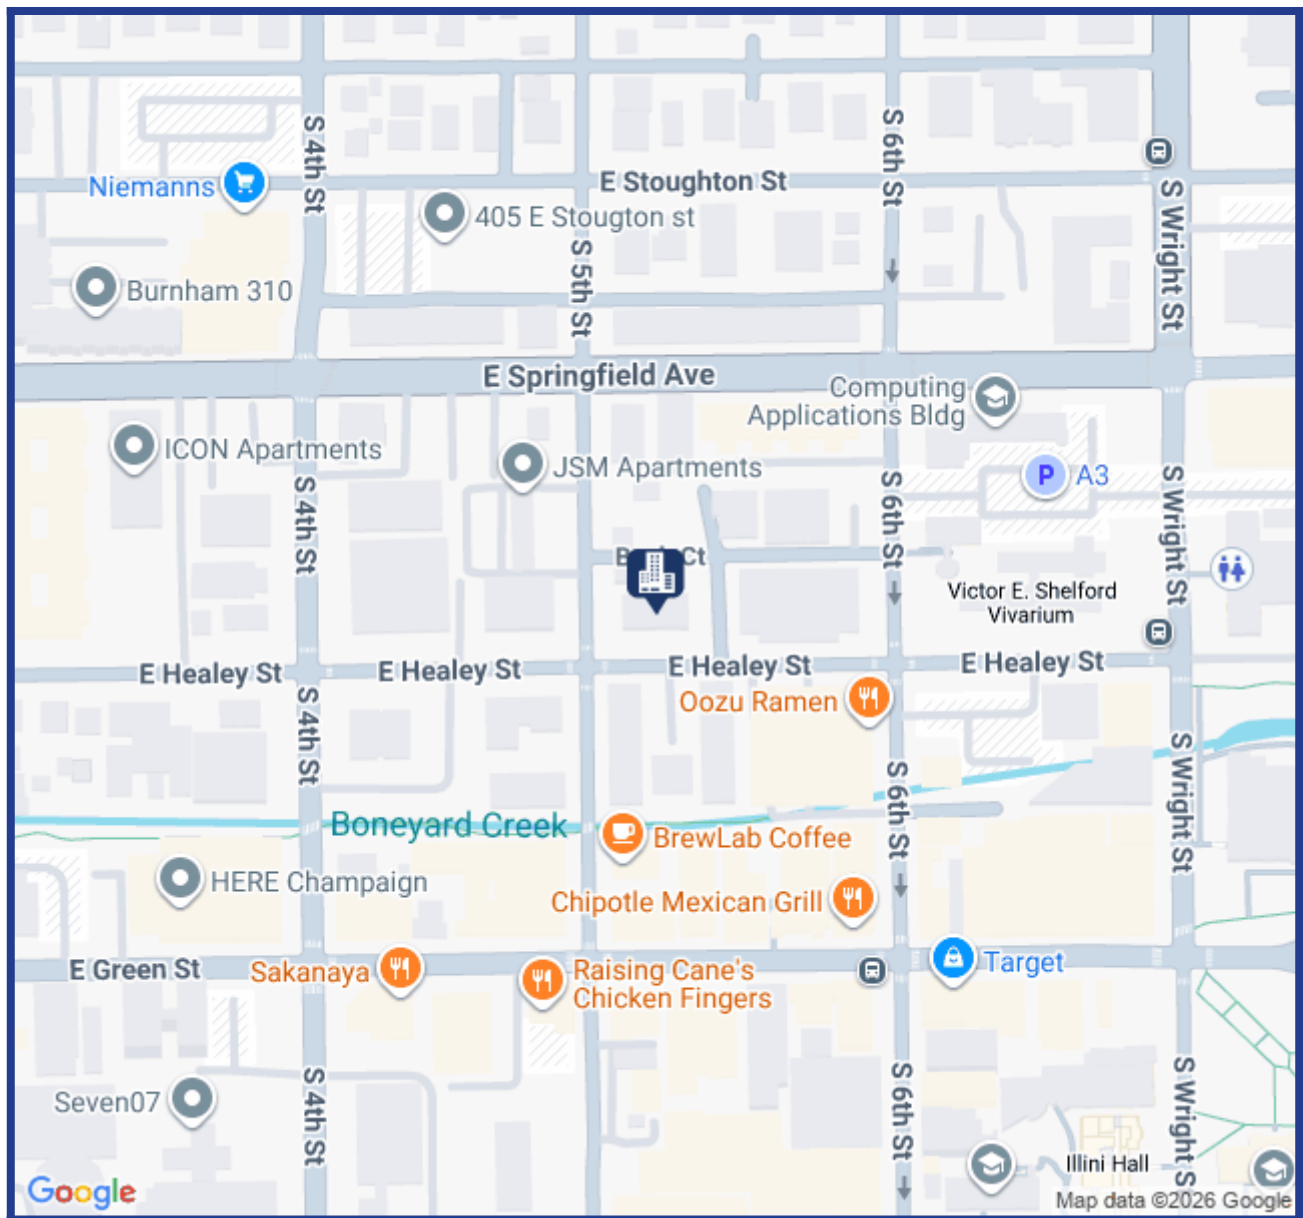 S 4th St
S 6th St
E Stoughton St
Niemanns
S Wright St
405 E Stougton st
S 5th St
Burnham 310
E Springfield Ave
Computing
Applications Bldg
ICON Apartments
JSM Apartments
A3
S 4th St
S 6th St
S Wright St
Ct
Victor E. Shelford
Vivarium
E Healey St
E Healey St
E Healey St
E Healey St
Oozu Ramen
S 4th St
S 6th St
S Wright St
Boneyard Creek
BrewLab Coffee
HERE Champaign
Chipotle Mexican Grill
E Green St
Sakanaya
Raising Cane's
Chicken Fingers
Target
S 4th St
S 6th St
S Wright St
Seven07
Illini Hall
Google
Map data ©2026 Google